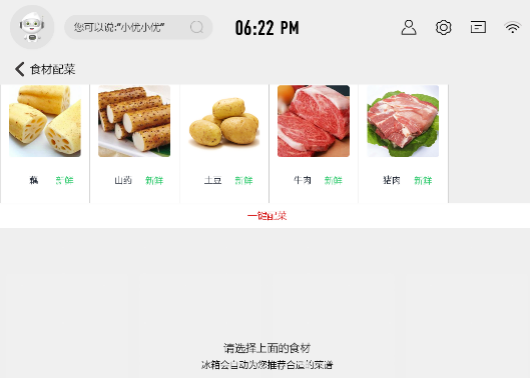 您可以说:"小优小优"
06:22 PM
食材配菜
藕 新鲜
山药 新鲜
土豆 新鲜
牛肉 新鲜
猪肉 新鲜
一键配菜
请选择上面的食材
冰箱会自动为您推荐合适的菜谱